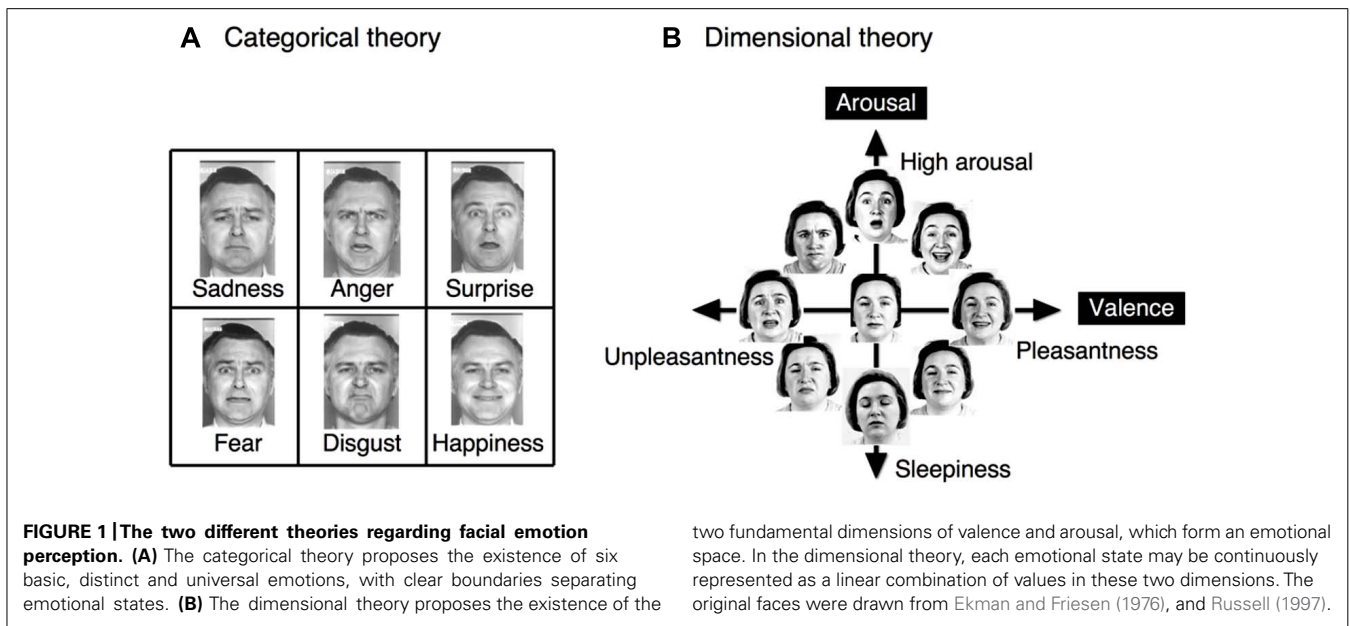 A Categorical theory
Sadness Anger Surprise
Fear Disgust Happiness
B Dimensional theory
Arousal
High arousal
Valence
Unpleasantness
Pleasantness
Sleepiness
FIGURE 1 | The two different theories regarding facial emotion
perception. (A) The categorical theory proposes the existence of six
basic, distinct and universal emotions, with clear boundaries separating
emotional states. (B) The dimensional theory proposes the existence of the
two fundamental dimensions of valence and arousal, which form an emotional
space. In the dimensional theory, each emotional state may be continuously
represented as a linear combination of values in these two dimensions. The
original faces were drawn from Ekman and Friesen (1976), and Russell (1997).